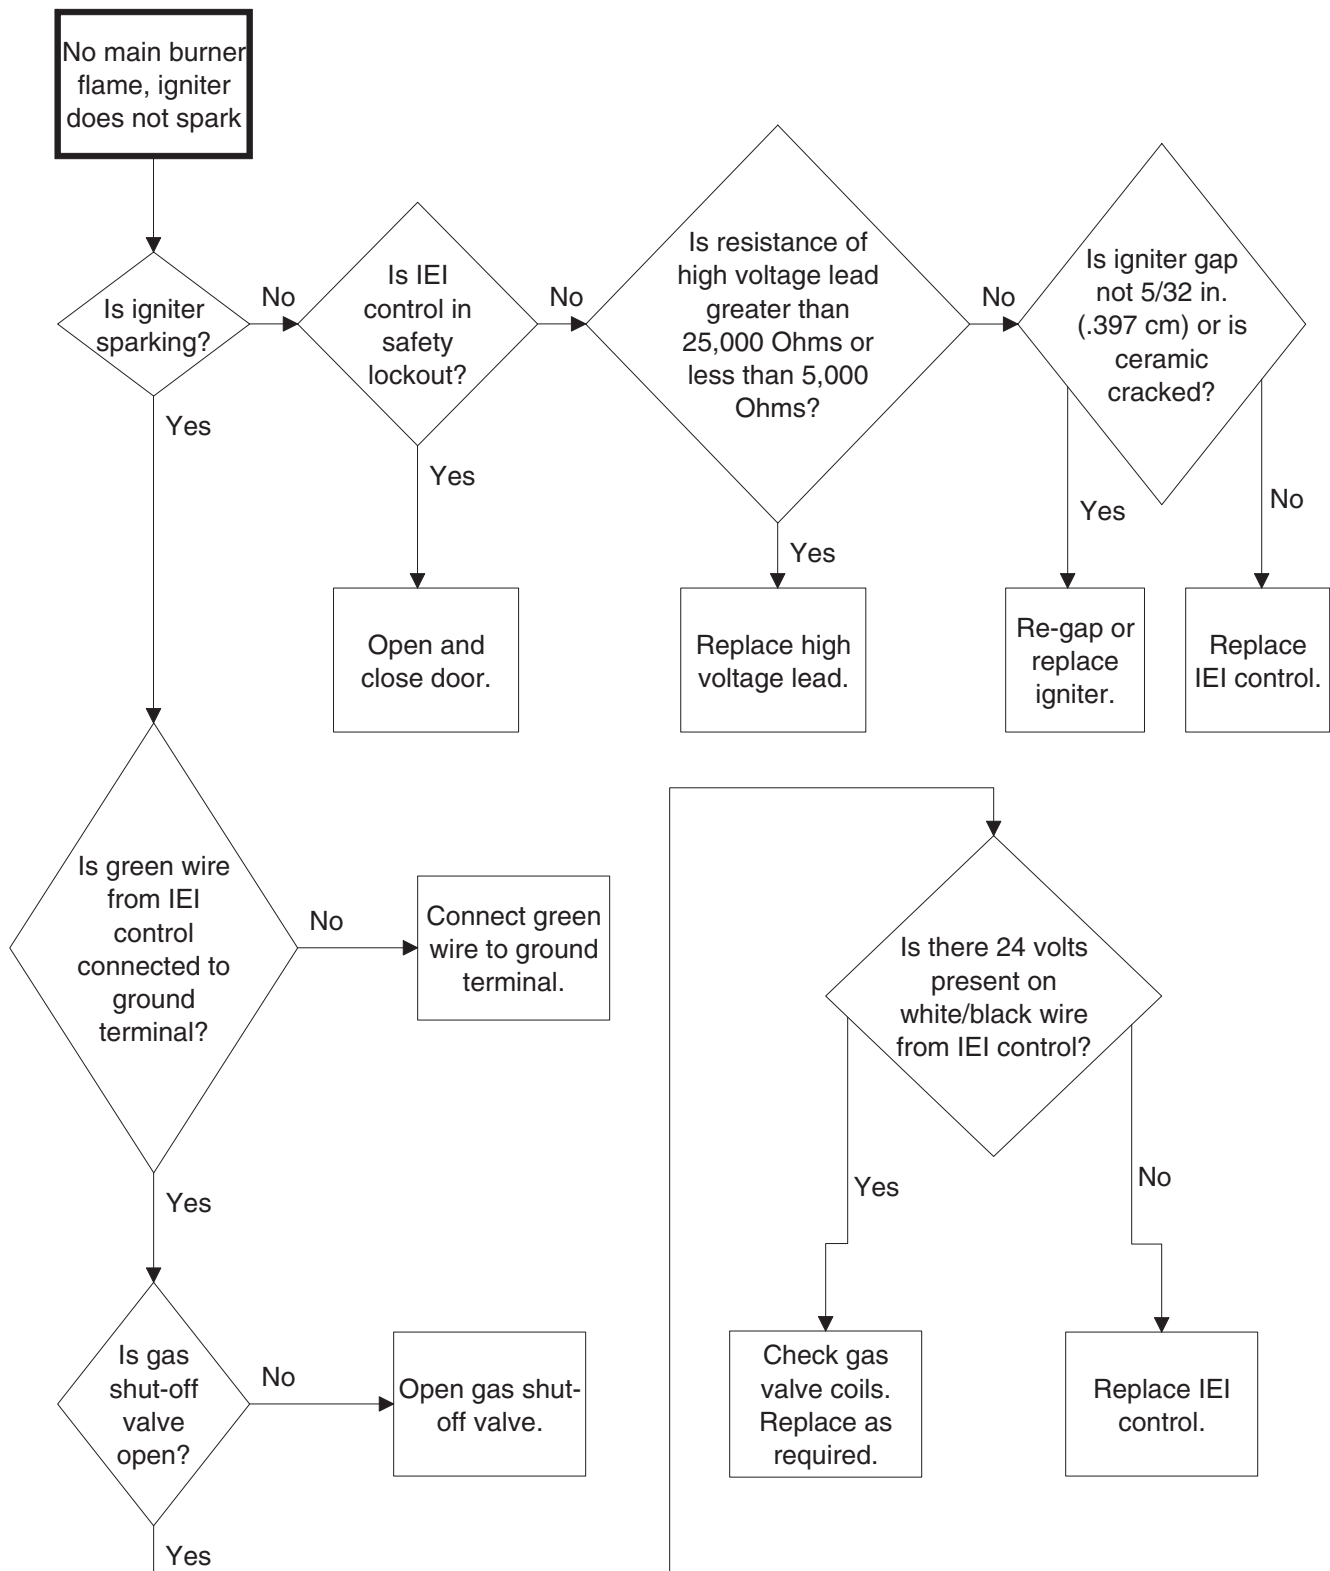 No main burner
flame, igniter
does not spark
Is igniter
sparking?
No
Yes
Is IEI
control in
safety
lockout?
No
Yes
Open and
close door.
Is resistance of
high voltage lead
greater than
25,000 Ohms or
less than 5,000
Ohms?
No
Yes
Replace high
voltage lead.
Is igniter gap
not 5/32 in.
(.397 cm) or is
ceramic
cracked?
Yes
No
Re-gap or
replace
igniter.
Replace
IEI control.
Is green wire
from IEI
control
connected to
ground
terminal?
No
Connect green
wire to ground
terminal.
Yes
Is gas
shut-off
valve
open?
No
Open gas shut-
off valve.
Yes
Is there 24 volts
present on
white/black wire
from IEI control?
Yes
No
Check gas
valve coils.
Replace as
required.
Replace IEI
control.